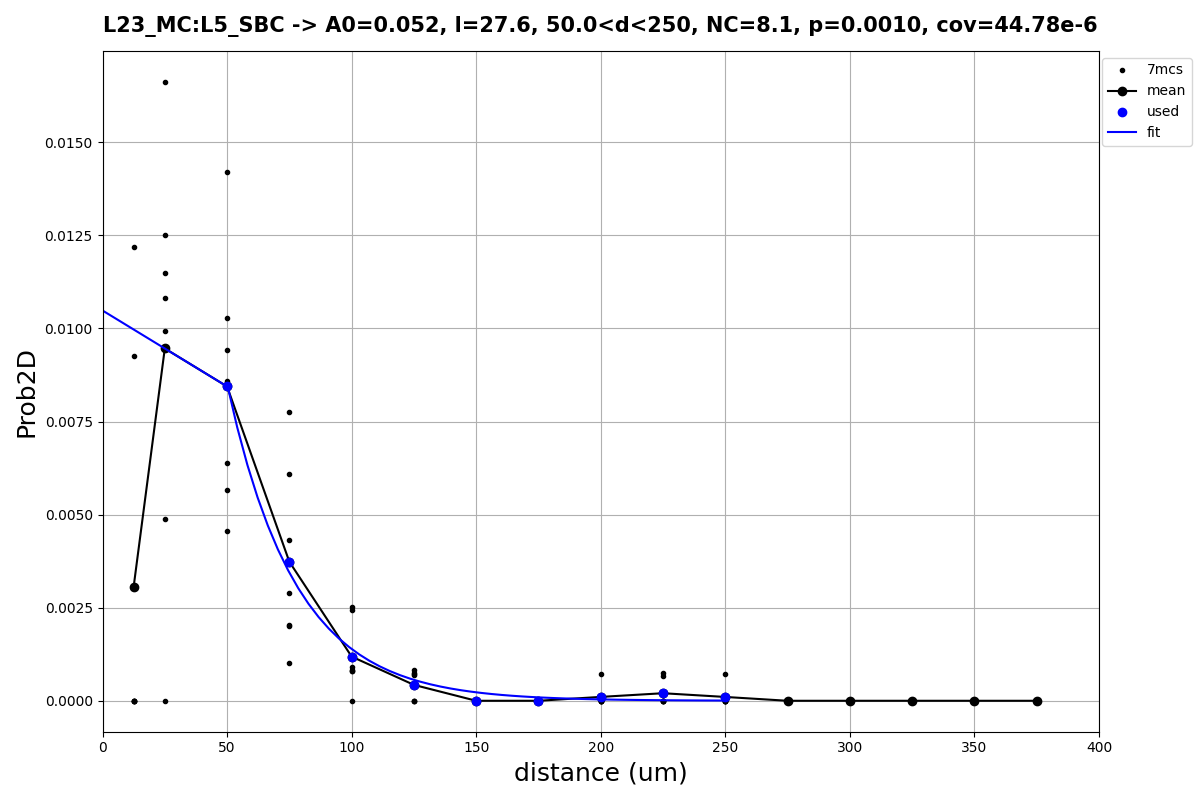 L23_MC:L5_SBC -> A0=0.052, l=27.6, 50.0<d<250, NC=8.1, p=0.0010, cov=44.78e-6
7mcs
mean
used
fit
0.0150
0.0125
0.0100
0.0075
0.0050
0.0025
0.0000
Prob2D
0 50 100 150 200 250 300 350 400
distance (um)